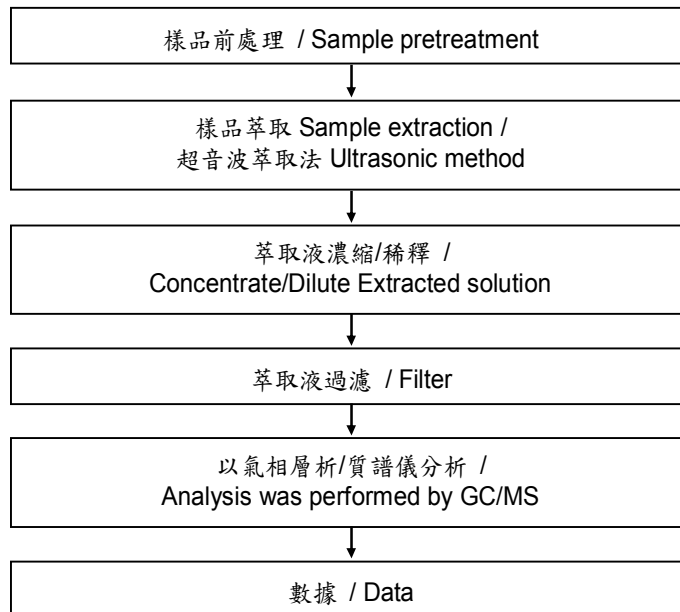 樣品前處理 / Sample pretreatment
樣品萃取 Sample extraction /
超音波萃取法 Ultrasonic method
萃取液濃縮/稀釋 /
Concentrate/Dilute Extracted solution
萃取液過濾 / Filter
以氣相層析/質譜儀分析 /
Analysis was performed by GC/MS
數據 / Data